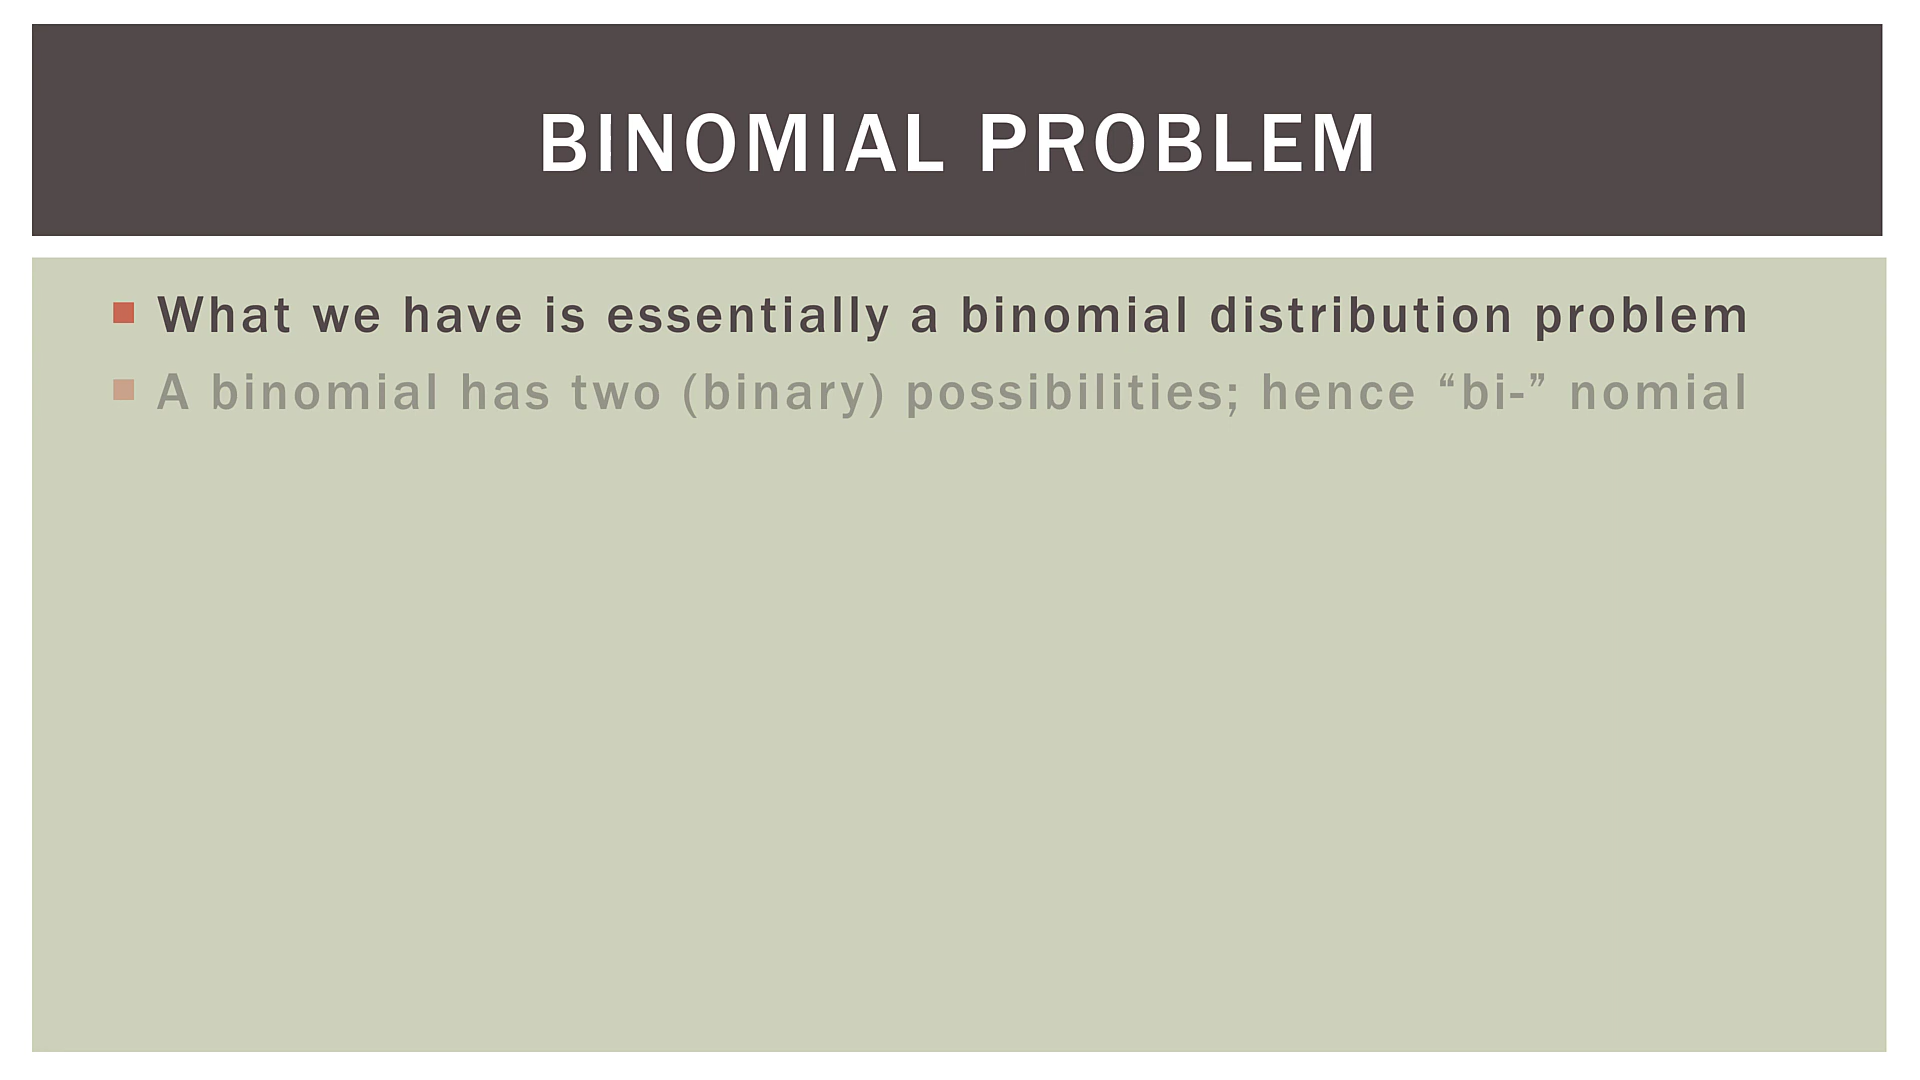 BINOMIAL PROBLEM
What we have is essentially a binomial distribution problem
A binomial has two (binary) possibilities; hence “bi-” nomial